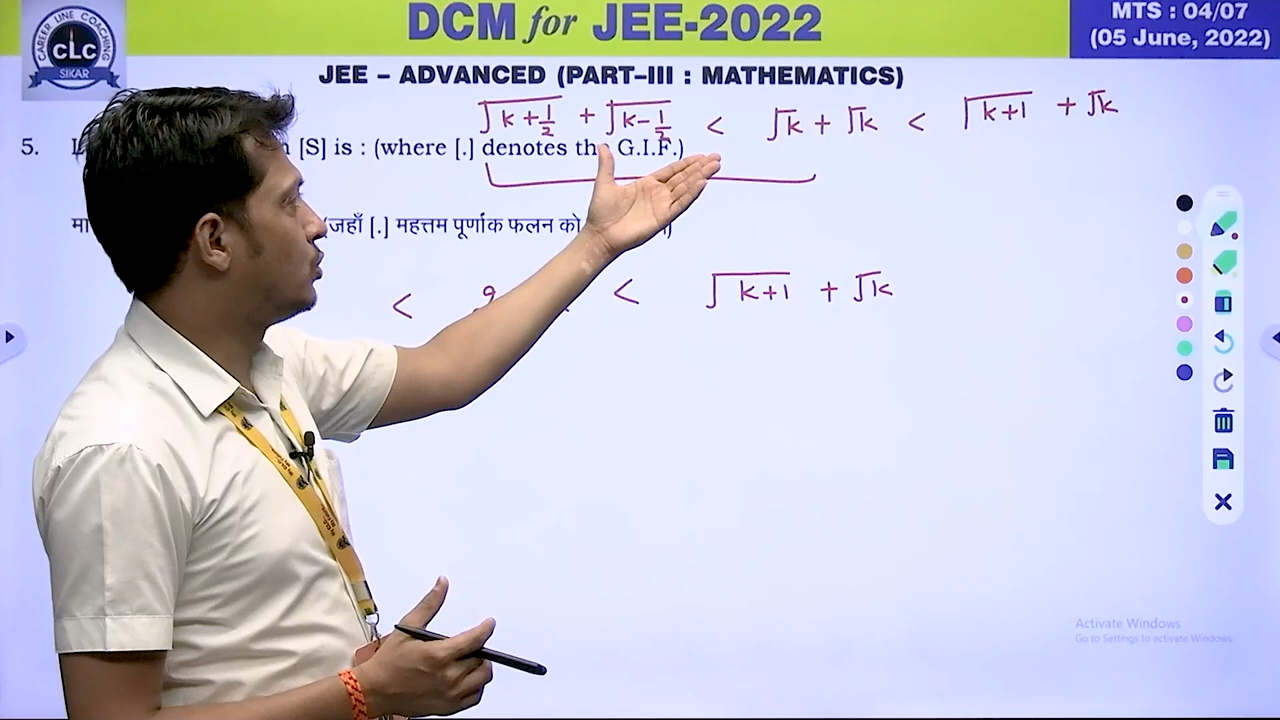 DCM for JEE-2022
MTS : 04/07
(05 June, 2022)
CAREER LINE COACHING
CLC
SIKAR
JEE – ADVANCED (PART–III : MATHEMATICS)
√(k+1/2) + √(k-1/2) < √k + √k < √(k+1) + √k
5. [S] is : (where [.] denotes the G.I.F.)
(जहाँ [.] महत्तम पूर्णांक फलन को
< < √(k+1) + √k
Activate Windows
Go to Settings to activate Windows.